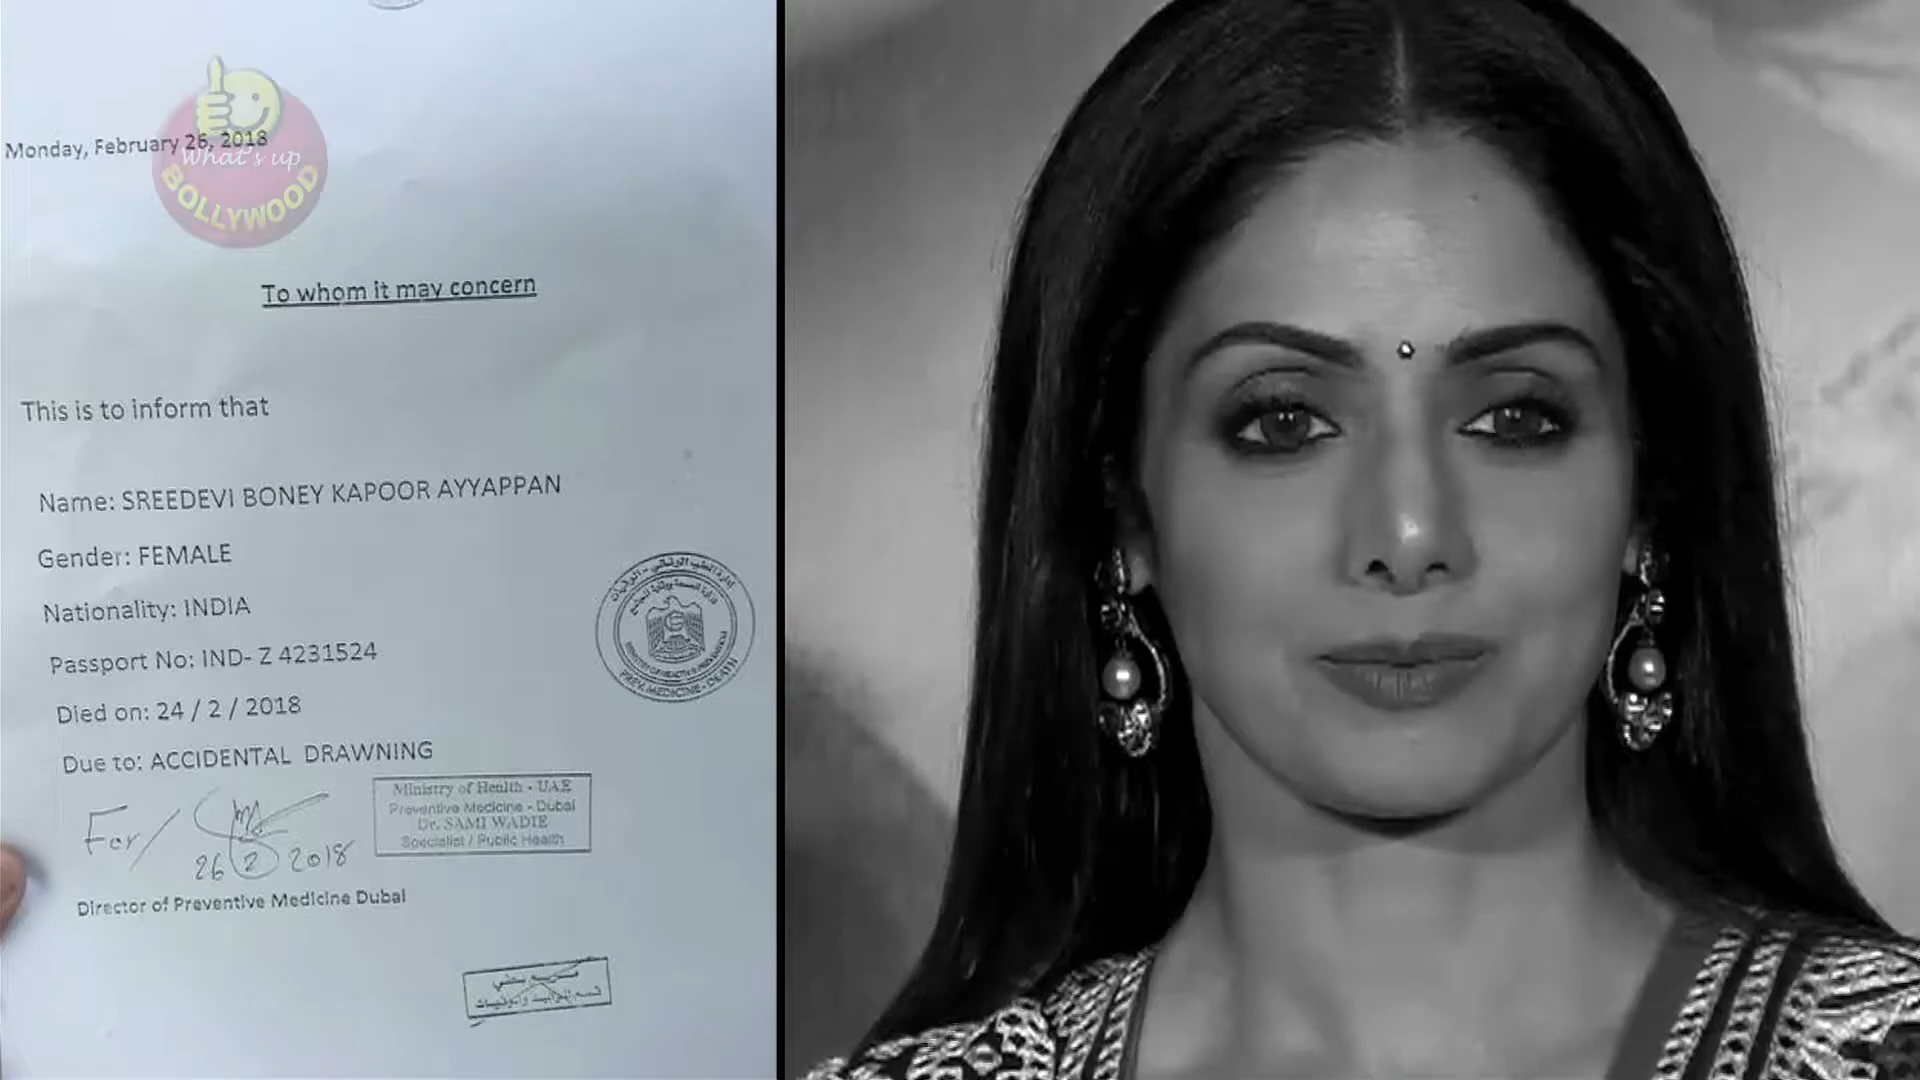 Monday, February 26, 2018
What's up
BOLLYWOOD
To whom it may concern
This is to inform that
Name: SREEDEVI BONEY KAPOOR AYYAPPAN
Gender: FEMALE
Nationality: INDIA
Passport No: IND- Z 4231524
Died on: 24 / 2 / 2018
Due to: ACCIDENTAL DRAWNING
PREV. MEDICINE - DEATH
Ministry of Health - UAE
Preventive Medicine - Dubai
Dr. SAMI WADIE
Specialist / Public Health
For/
26 2 2018
Director of Preventive Medicine Dubai